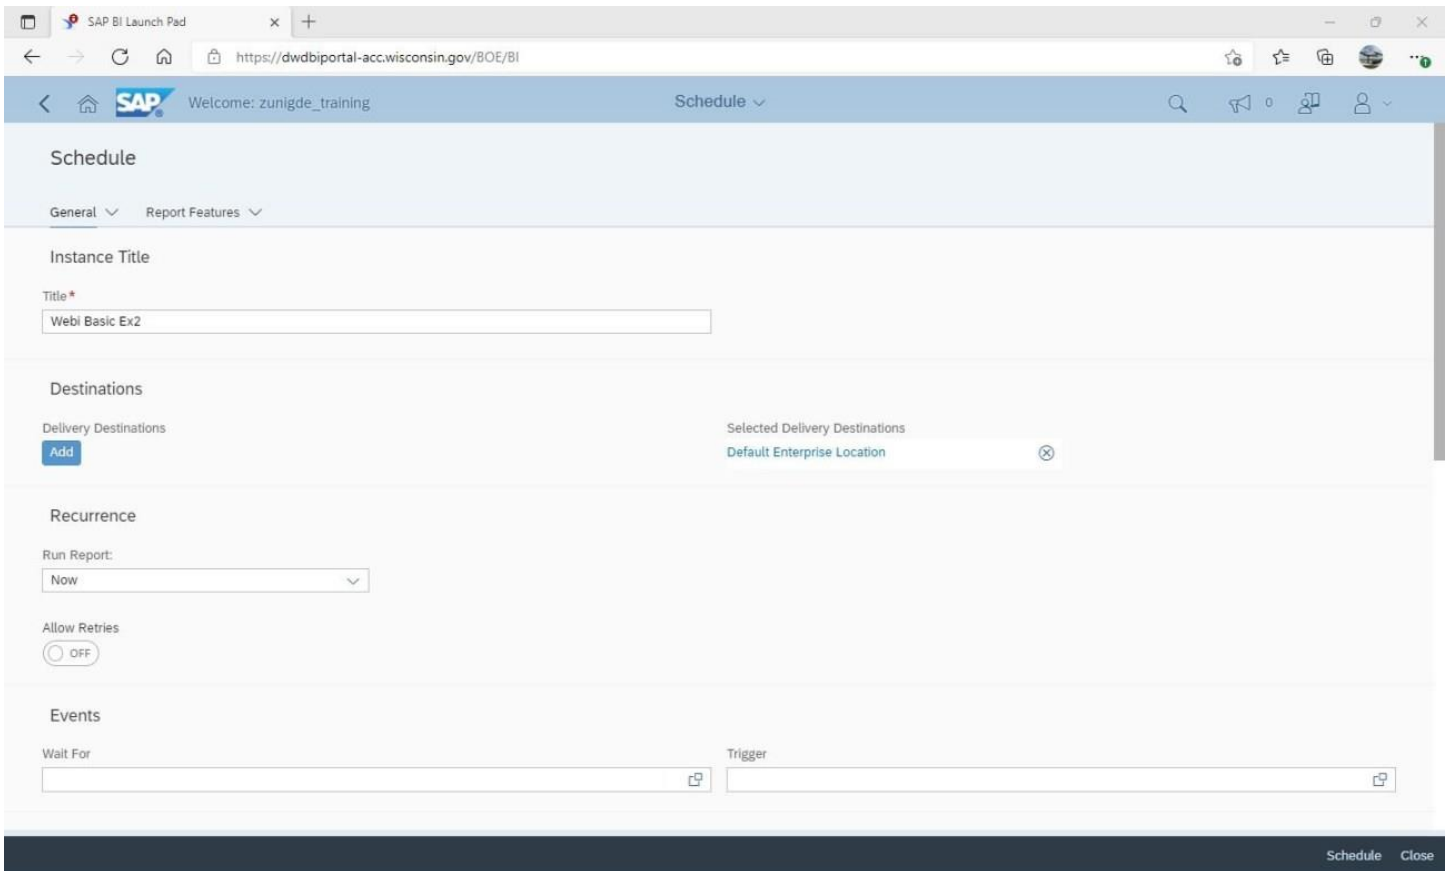 SAP BI Launch Pad
https://dwdbiportal-acc.wisconsin.gov/BOE/BI
SAP Welcome: zunigde_training Schedule 0
Schedule
General Report Features
Instance Title
Title*
Webi Basic Ex2
Destinations
Delivery Destinations Selected Delivery Destinations
Add Default Enterprise Location
Recurrence
Run Report:
Now
Allow Retries
OFF
Events
Wait For Trigger
Schedule Close